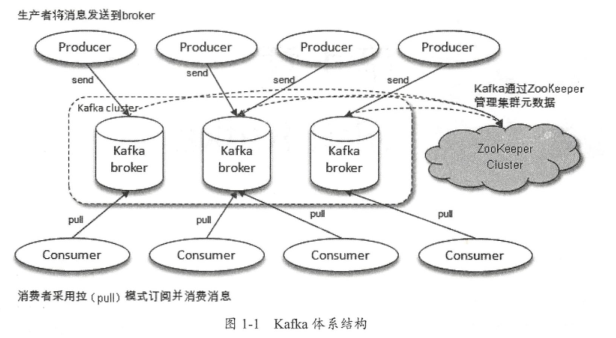 生产者将消息发送到broker
Producer
Producer
Producer
Producer
send
send
send
send
Kafka通过ZooKeeper
管理集群元数据
Kafka cluster
Kafka
broker
Kafka
broker
Kafka
broker
ZooKeeper
Cluster
pull
pull
pull
pull
Consumer
Consumer
Consumer
Consumer
消费者采用拉（pull）模式订阅并消费消息
图 1-1 Kafka 体系结构